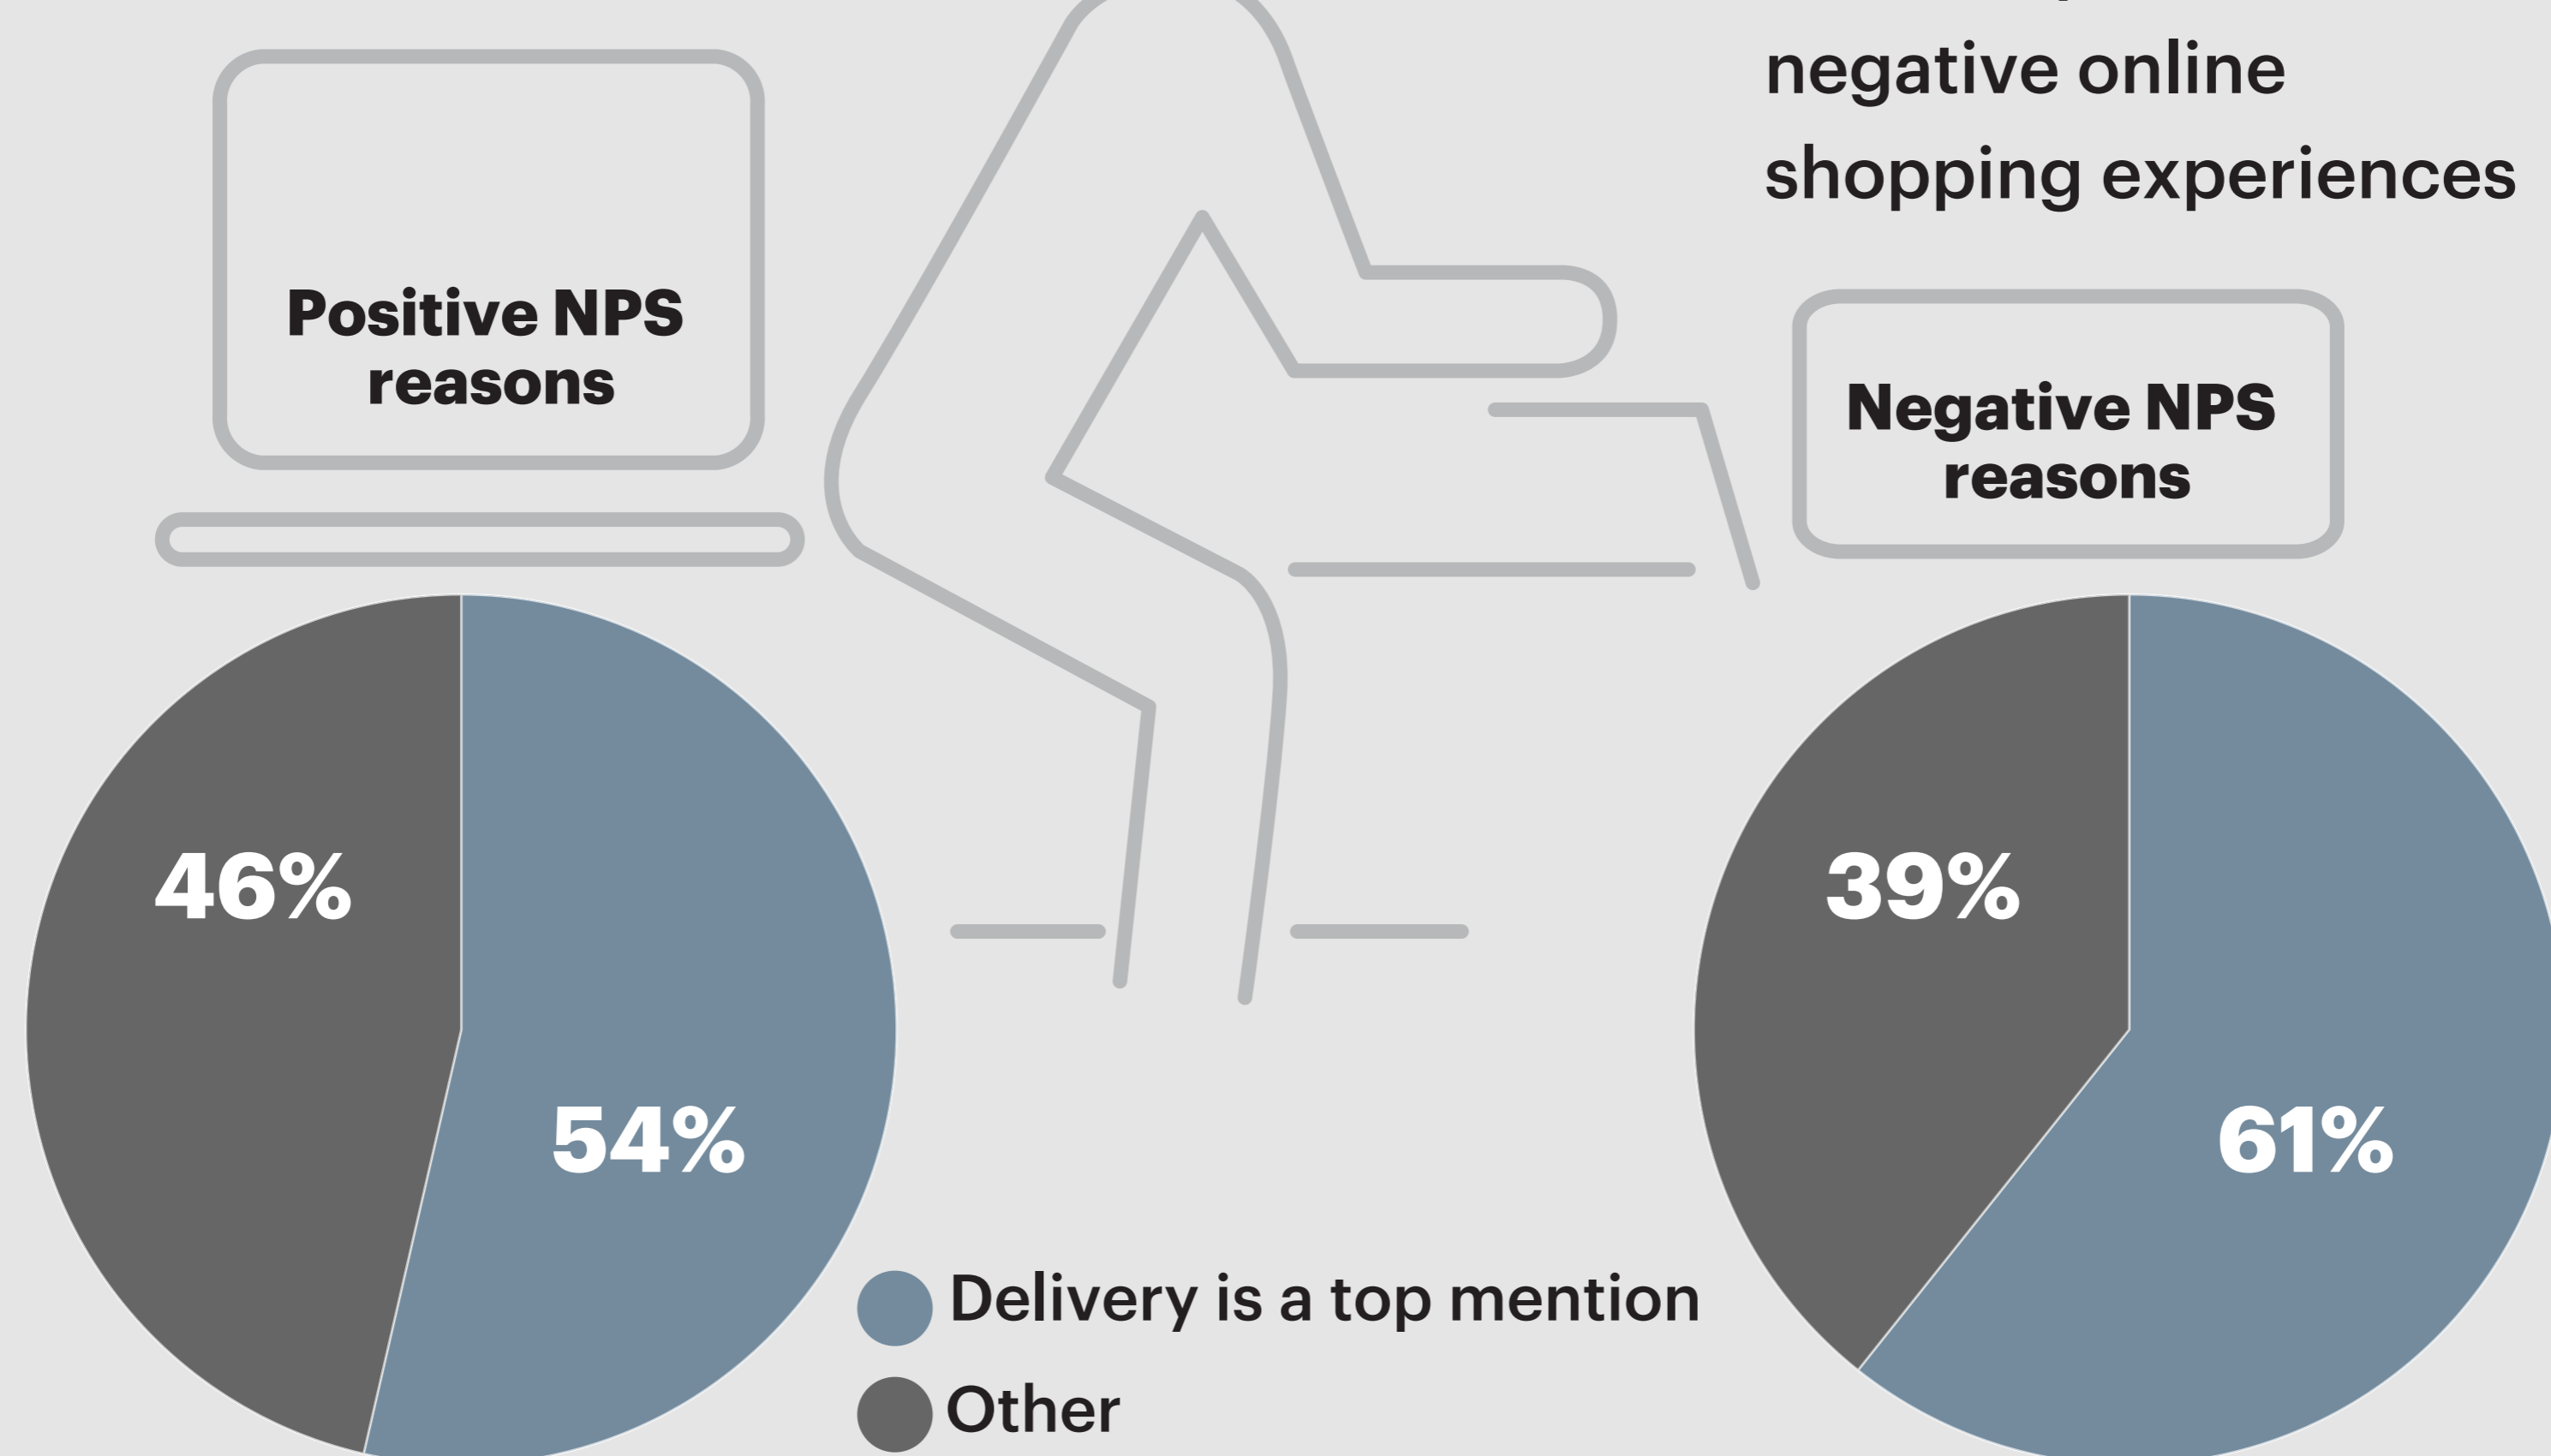 negative online
shopping experiences
Positive NPS
reasons
Negative NPS
reasons
46%
54%
39%
61%
Delivery is a top mention
Other